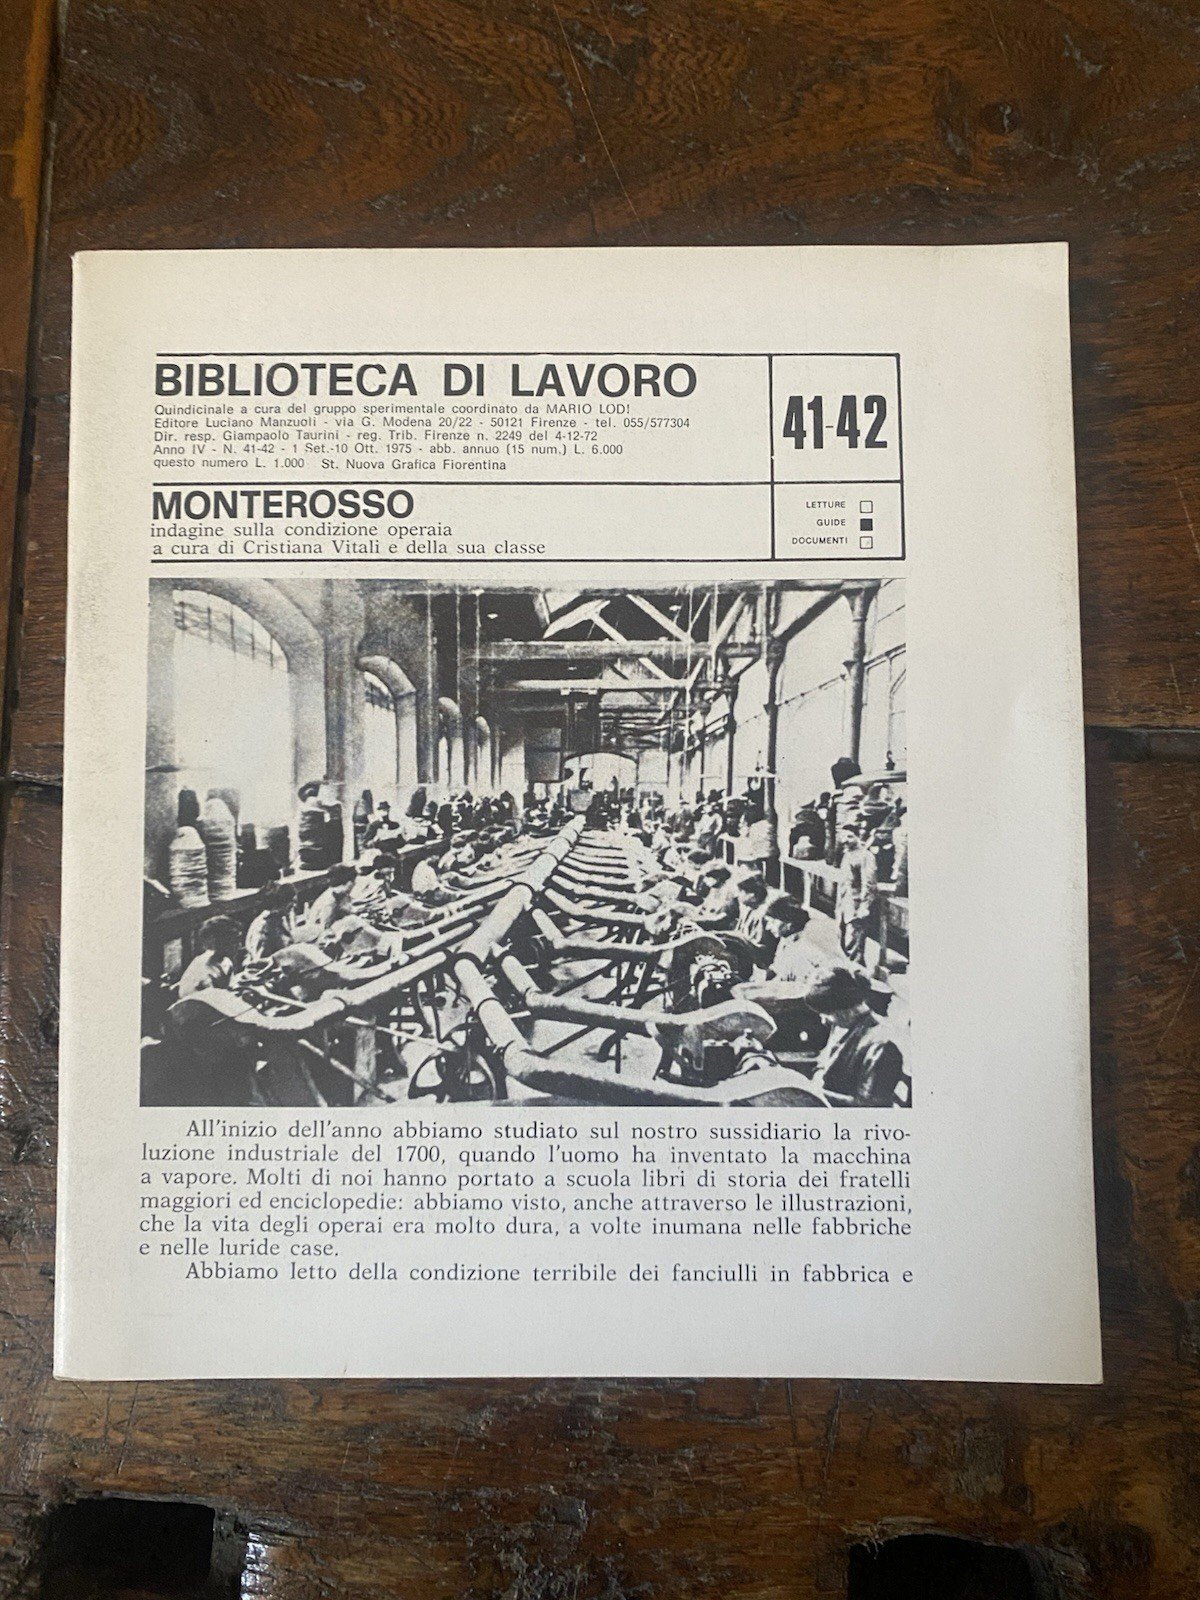 BIBLIOTECA DI LAVORO
Quindicinale a cura del gruppo sperimentale coordinato da MARIO LODI
Editore Luciano Manzuoli - via G. Modena 20/22 - 50121 Firenze - tel. 055/577304
Dir. resp. Giampaolo Taurini - reg. Trib. Firenze n. 2249 del 4-12-72
Anno IV - N. 41-42 - 1 Set.-10 Ott. 1975 - abb. annuo (15 num.) L. 6.000
questo numero L. 1.000 St. Nuova Grafica Fiorentina
41-42
MONTEROSSO
indagine sulla condizione operaia
a cura di Cristiana Vitali e della sua classe
LETTURE
GUIDE
DOCUMENTI
All'inizio dell'anno abbiamo studiato sul nostro sussidiario la rivo-
luzione industriale del 1700, quando l'uomo ha inventato la macchina
a vapore. Molti di noi hanno portato a scuola libri di storia dei fratelli
maggiori ed enciclopedie: abbiamo visto, anche attraverso le illustrazioni,
che la vita degli operai era molto dura, a volte inumana nelle fabbriche
e nelle luride case.
Abbiamo letto della condizione terribile dei fanciulli in fabbrica e